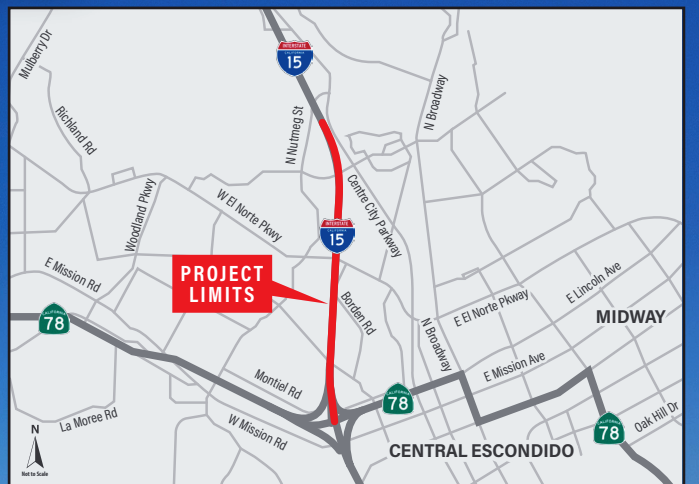 Mulberry Dr
INTERSTATE
CALIFORNIA
15
Richland Rd
N Nutmeg St
N Broadway
Woodland Pkwy
W El Norte Pkwy
Centre City Parkway
INTERSTATE
CALIFORNIA
15
E Mission Rd
PROJECT
LIMITS
Borden Rd
E Lincoln Ave
E El Norte Pkway
MIDWAY
CALIFORNIA
78
N Broadway
E Mission Ave
Montiel Rd
CALIFORNIA
78
La Moree Rd
W Mission Rd
Oak Hill Dr
CALIFORNIA
78
N
Not to Scale
CENTRAL ESCONDIDO